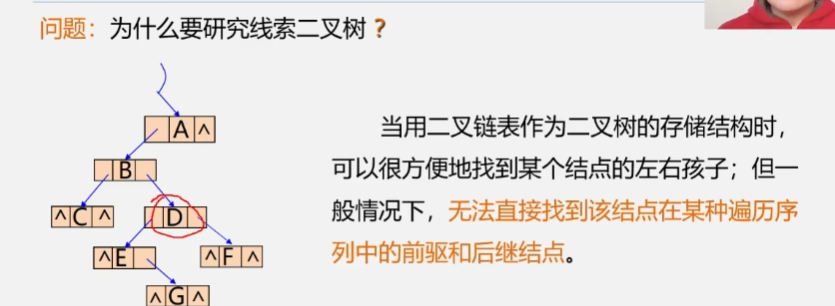 问题：为什么要研究线索二叉树？
当用二叉链表作为二叉树的存储结构时，
可以很方便地找到某个结点的左右孩子；但一
般情况下，无法直接找到该结点在某种遍历序
列中的前驱和后继结点。
A ^
B
^ C ^ D
^ E ^ F ^
^ G ^